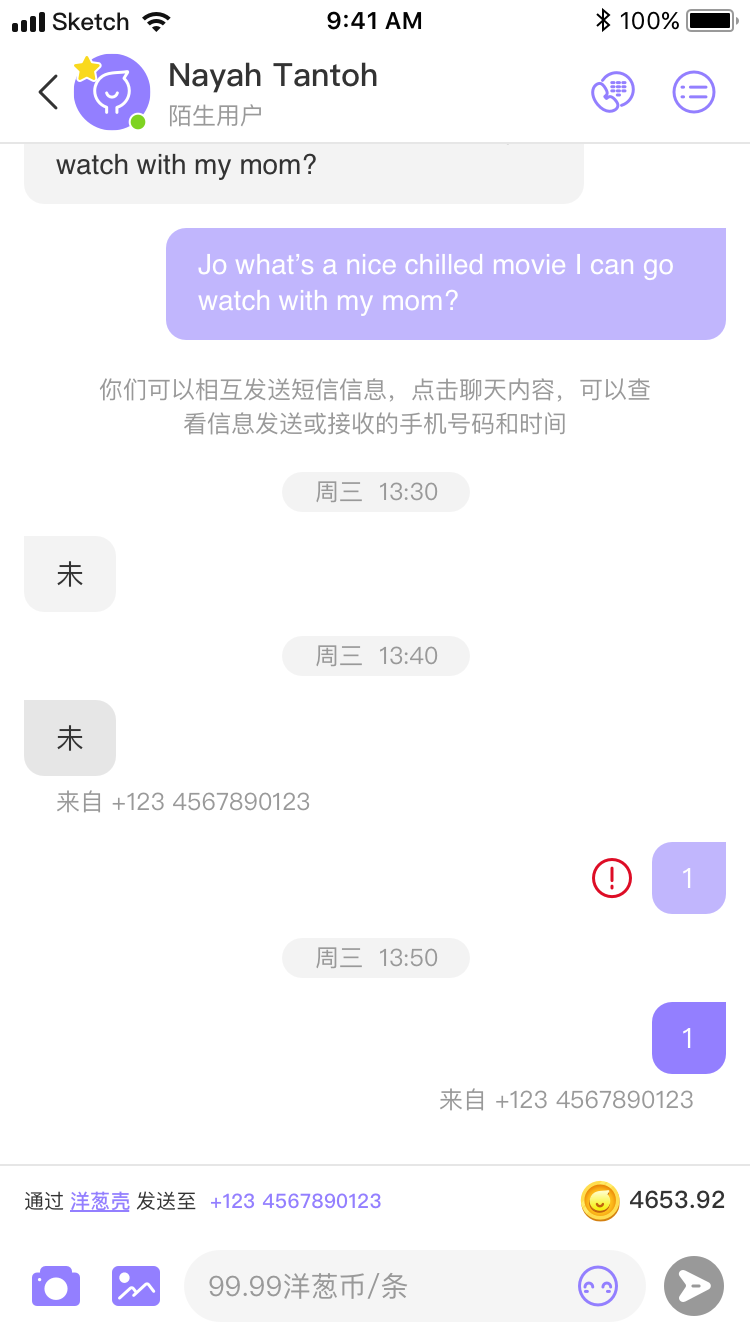 Sketch 9:41 AM 100%
Nayah Tantoh
陌生用户
watch with my mom?
Jo what’s a nice chilled movie I can go
watch with my mom?
你们可以相互发送短信信息，点击聊天内容，可以查
看信息发送或接收的手机号码和时间
周三 13:30
未
周三 13:40
未
来自 +123 4567890123
1
周三 13:50
1
来自 +123 4567890123
通过 洋葱壳 发送至 +123 4567890123 4653.92
99.99洋葱币/条